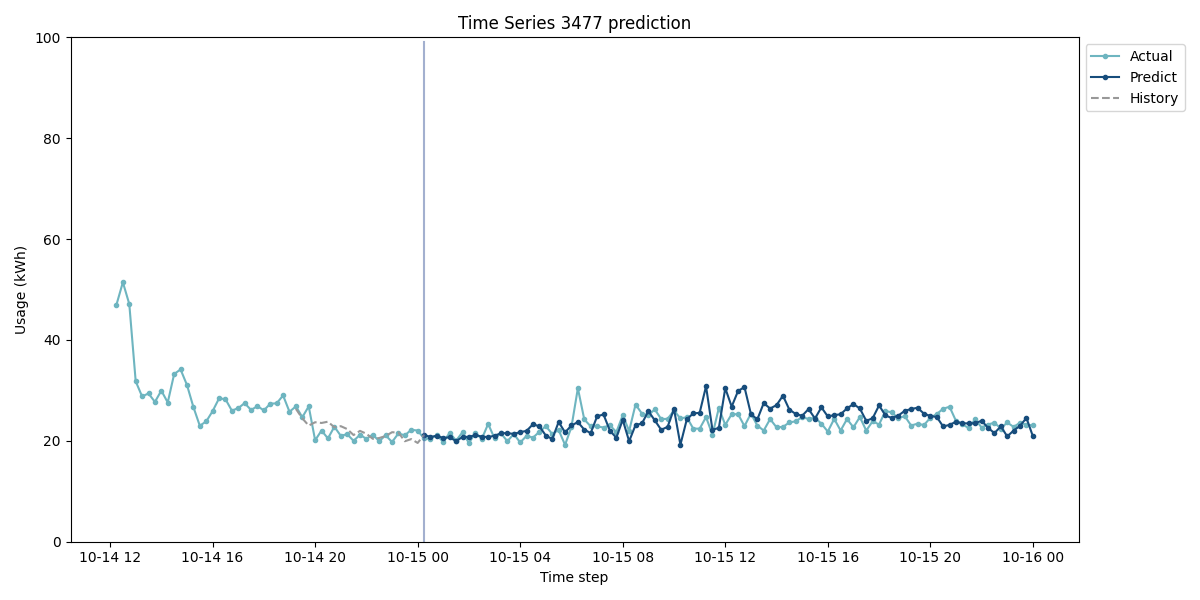 Time Series 3477 prediction
100
80
60
40
20
0
Usage (kWh)
10-14 12
10-14 16
10-14 20
10-15 00
10-15 04
10-15 08
10-15 12
10-15 16
10-15 20
10-16 00
Time step
Actual
Predict
History